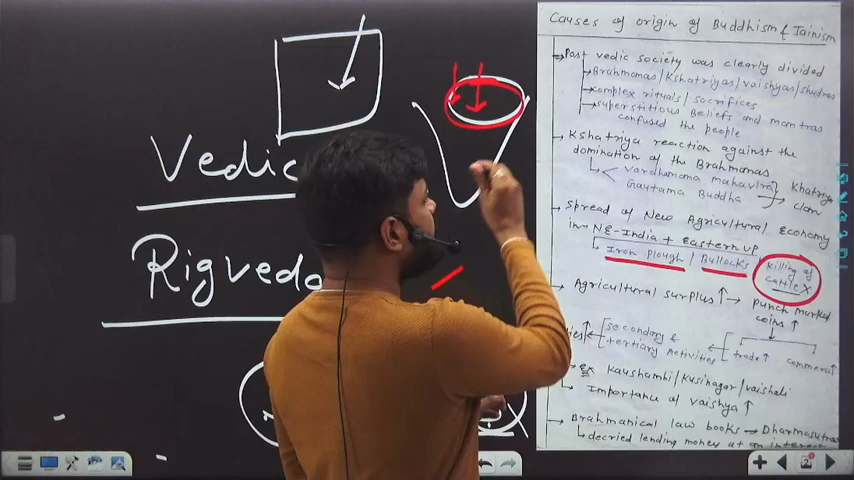 Vedic
Rigveda
Causes of origin of Buddhism & Jainism
Post vedic society was clearly divided
Brahmanas/Kshatriyas/vaishyas/shudras
complex rituals/sacrifices
superstitious Beliefs and mantras
confused the people
Kshatriya reaction against the
domination of the Brahmanas
Vardhamana mahavira
Gautama Buddha
Khatriya
clan
Spread of New Agricultural Economy
in NE-India + Eastern up
Iron plough / Bullocks
Killing of
cattle X
Agricultural surplus ↑ → punch marked
coins ↑
secondary &
tertiary Activities
trade ↑
commerce ↑
ex Kaushambi/Kusinagar/vaishali
Importance of vaishya ↑
Brahmanical law books → Dharmasutras
decried lending money at an interest
2